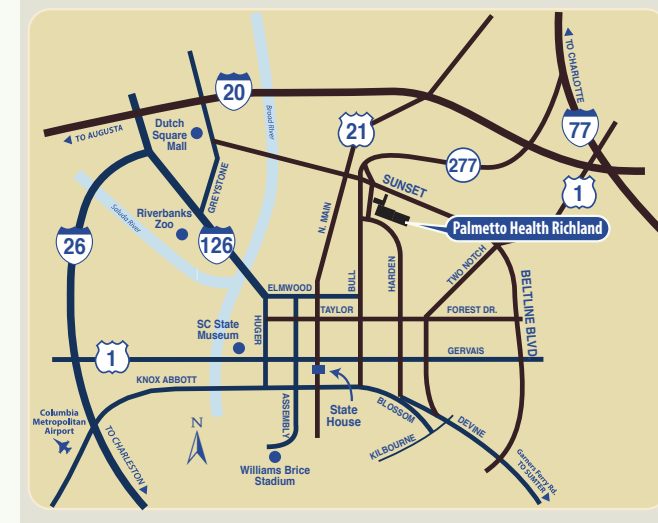 TO CHARLOTTE
20
Broad River
TO AUGUSTA
Dutch
Square
Mall
21
77
277
1
GREYSTONE
SUNSET
Saluda River
Riverbanks
Zoo
N. MAIN
Palmetto Health Richland
26
126
TWO NOTCH
BULL
HARDEN
BELTLINE BLVD
ELMWOOD
TAYLOR
FOREST DR.
SC State
Museum
HUGER
1
GERVAIS
KNOX ABBOTT
ASSEMBLY
State
House
BLOSSOM
DEVINE
KILBOURNE
Columbia
Metropolitan
Airport
TO CHARLESTON
N
Williams Brice
Stadium
Garners Ferry Rd.
TO SUMTER